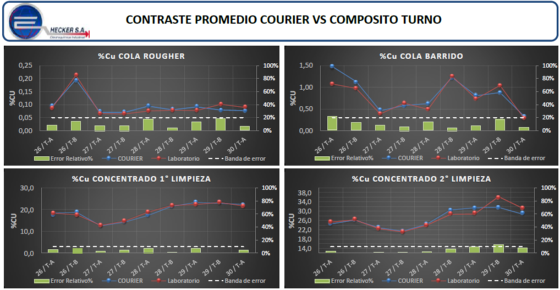 HECKER S.A.
CONTRASTE PROMEDIO COURIER VS COMPOSITO TURNO
%Cu COLA ROUGHER
%CU
0,25
0,20
0,15
0,10
0,05
0,00
100%
80%
60%
40%
20%
0%
26 / T-A
26 / T-B
27 / T-A
27 / T-B
28 / T-A
28 / T-B
29 / T-A
29 / T-B
30 / T-A
Error Relativo% COURIER Laboratorio Banda de error
%Cu COLA BARRIDO
%CU
1,50
1,00
0,50
0,00
100%
80%
60%
40%
20%
0%
26 / T-A
26 / T-B
27 / T-A
27 / T-B
28 / T-A
28 / T-B
29 / T-A
29 / T-B
30 / T-A
Error Relativo% COURIER Laboratorio Banda de error
%Cu CONCENTRADO 1° LIMPIEZA
%CU
30,0
20,0
10,0
0,0
100%
80%
60%
40%
20%
0%
26 / T-A
26 / T-B
27 / T-A
27 / T-B
28 / T-A
28 / T-B
29 / T-A
29 / T-B
30 / T-A
Error Relativo% COURIER Laboratorio Banda de error
%Cu CONCENTRADO 2° LIMPIEZA
%CU
38,0
34,0
30,0
26,0
22,0
18,0
14,0
100%
80%
60%
40%
20%
0%
26 / T-A
26 / T-B
27 / T-A
27 / T-B
28 / T-A
28 / T-B
29 / T-A
29 / T-B
30 / T-A
Error Relativo% COURIER Laboratorio Banda de error